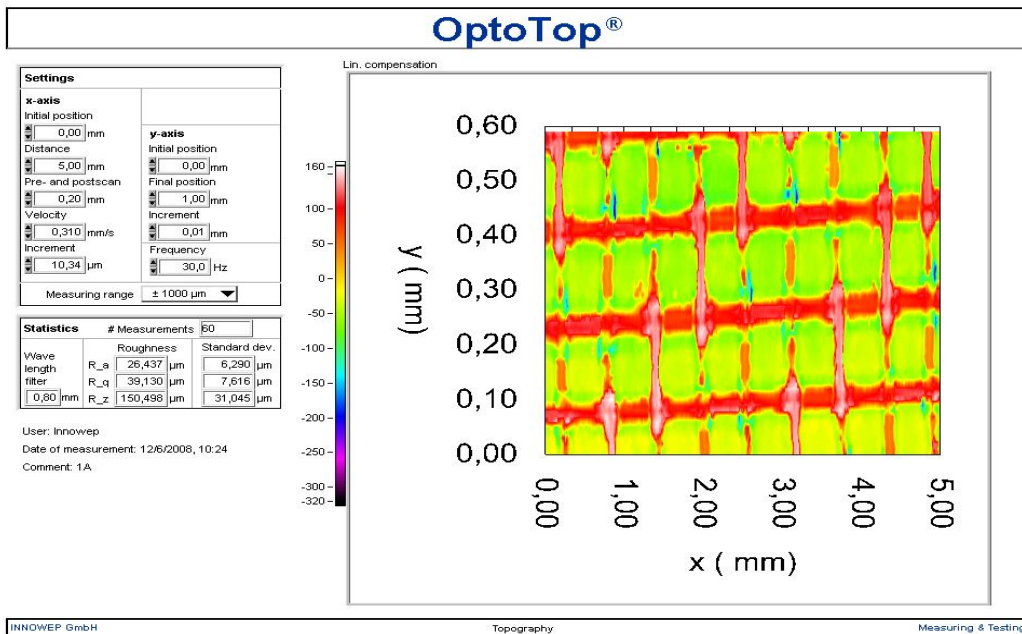 OptoTop®
Lin. compensation
Settings
x-axis
Initial position
0,00 mm
Distance
5,00 mm
Pre- and postscan
0,20 mm
Velocity
0,310 mm/s
Increment
10,34 µm
y-axis
Initial position
0,00 mm
Final position
1,00 mm
Increment
0,01 mm
Frequency
30,0 Hz
Measuring range ± 1000 µm
Statistics # Measurements 60
Roughness Standard dev.
Wave length filter
0,80 mm
R_a 26,437 µm 6,290 µm
R_q 39,130 µm 7,616 µm
R_z 150,498 µm 31,045 µm
User: Innowep
Date of measurement: 12/6/2008, 10:24
Comment: 1A
160
100
50
0
-50
-100
-150
-200
-250
-300
-320
0,60
0,50
0,40
0,30
0,20
0,10
0,00
y ( mm)
0,00 1,00 2,00 3,00 4,00 5,00
x ( mm)
INNOWEP GmbH Topography Measuring & Testing